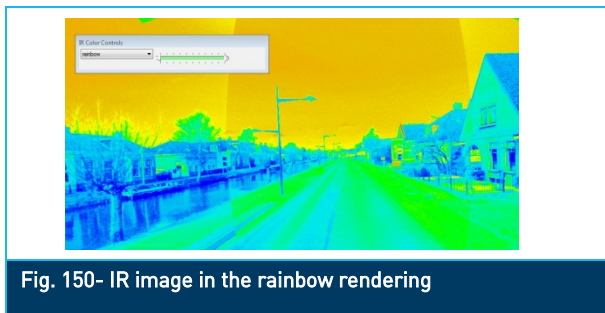 IR Color Controls
rainbow
Fig. 150- IR image in the rainbow rendering